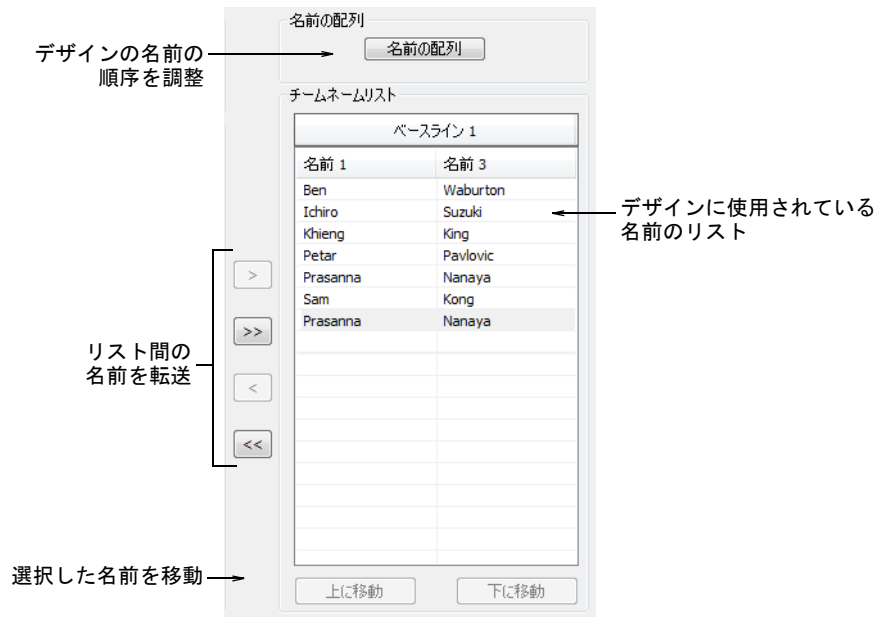 名前の配列
名前の配列
デザインの名前の
順序を調整
チームネームリスト
ベースライン 1
名前 1 名前 3
Ben Waburton
Ichiro Suzuki
Khieng King
Petar Pavlovic
Prasanna Nanaya
Sam Kong
Prasanna Nanaya
デザインに使用されている
名前のリスト
>
>>
<
<<
リスト間の
名前を転送
選択した名前を移動
上に移動 下に移動